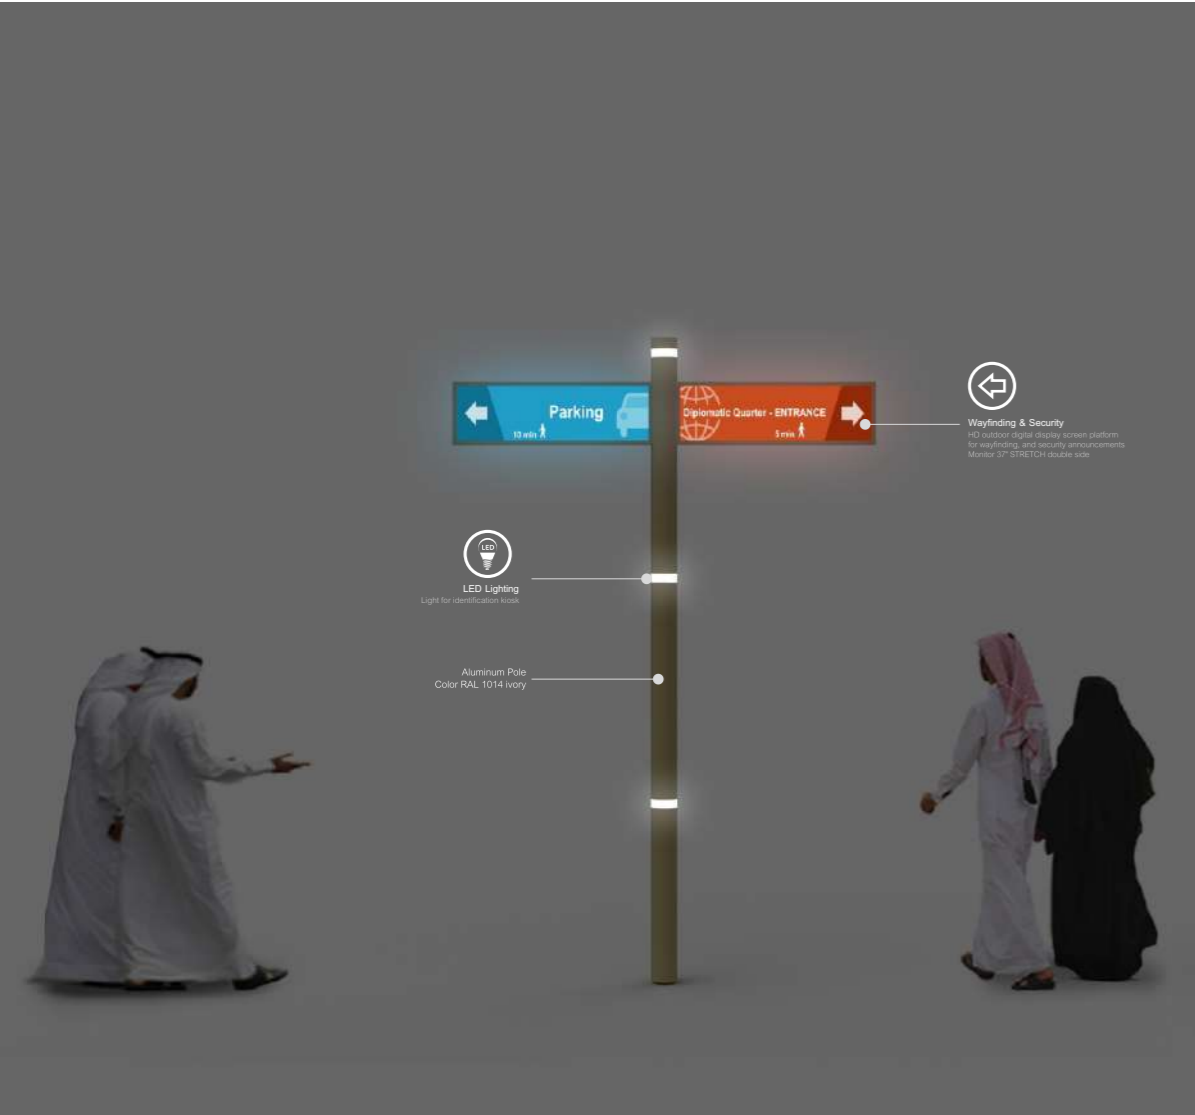 Parking
10 min
Diplomatic Quarter - ENTRANCE
5 min
Wayfinding & Security
HD outdoor digital display screen platform
for wayfinding, and security announcements
Monitor 37" STRETCH double side
LED
LED Lighting
Light for identification kiosk
Aluminum Pole
Color RAL 1014 ivory